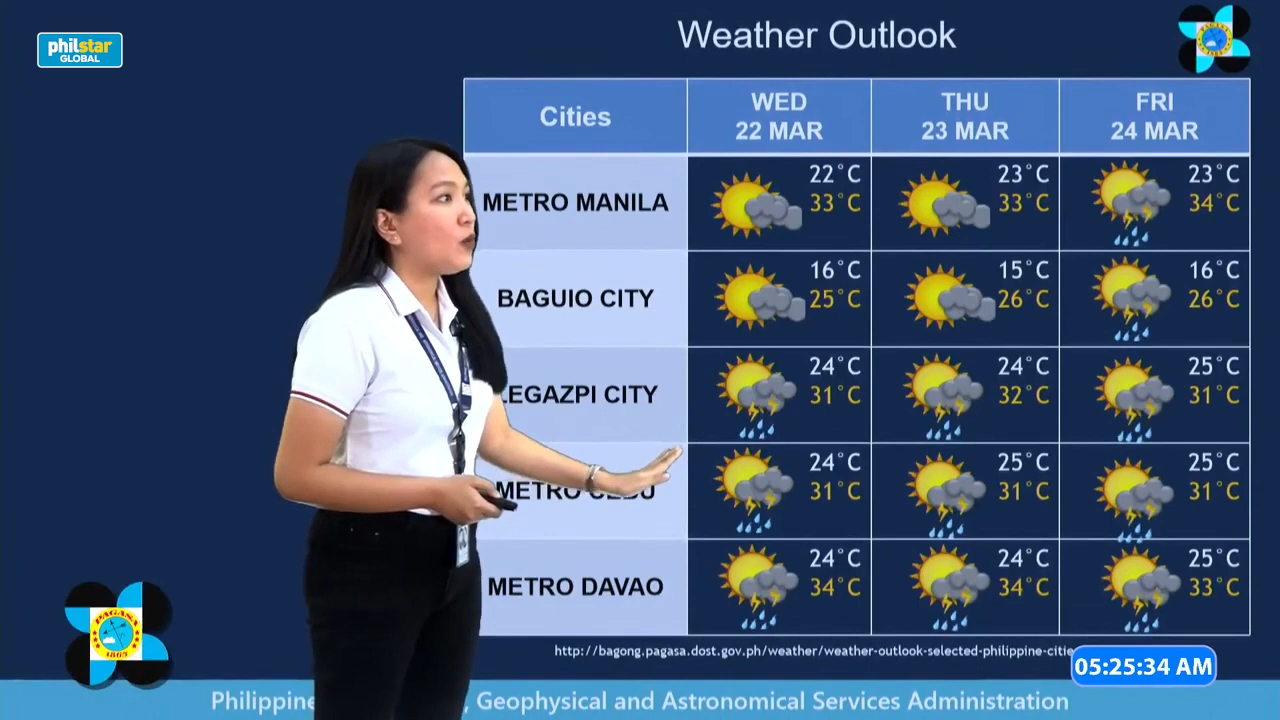 philstar
GLOBAL
Weather Outlook
Cities
WED
22 MAR
THU
23 MAR
FRI
24 MAR
METRO MANILA
22°C
33°C
23°C
33°C
23°C
34°C
BAGUIO CITY
16°C
25°C
15°C
26°C
16°C
26°C
EGAZPI CITY
24°C
31°C
24°C
32°C
25°C
31°C
METRO CEBU
24°C
31°C
25°C
31°C
25°C
31°C
METRO DAVAO
24°C
34°C
24°C
34°C
25°C
33°C
http://bagong.pagasa.dost.gov.ph/weather/weather-outlook-selected-philippine-citie
05:25:34 AM
PAGASA
1865
Philippine , Geophysical and Astronomical Services Administration